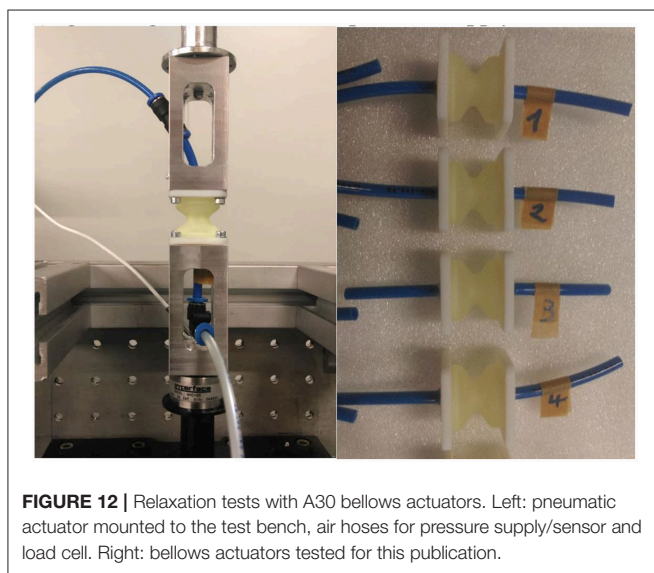 interface
1
2
3
4
FIGURE 12 | Relaxation tests with A30 bellows actuators. Left: pneumatic
actuator mounted to the test bench, air hoses for pressure supply/sensor and
load cell. Right: bellows actuators tested for this publication.